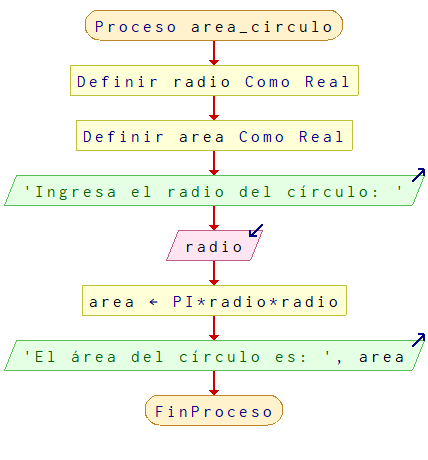 Proceso area_circulo
Definir radio Como Real
Definir area Como Real
'Ingresa el radio del círculo: '
radio
area ← PI*radio*radio
'El área del círculo es: ', area
FinProceso